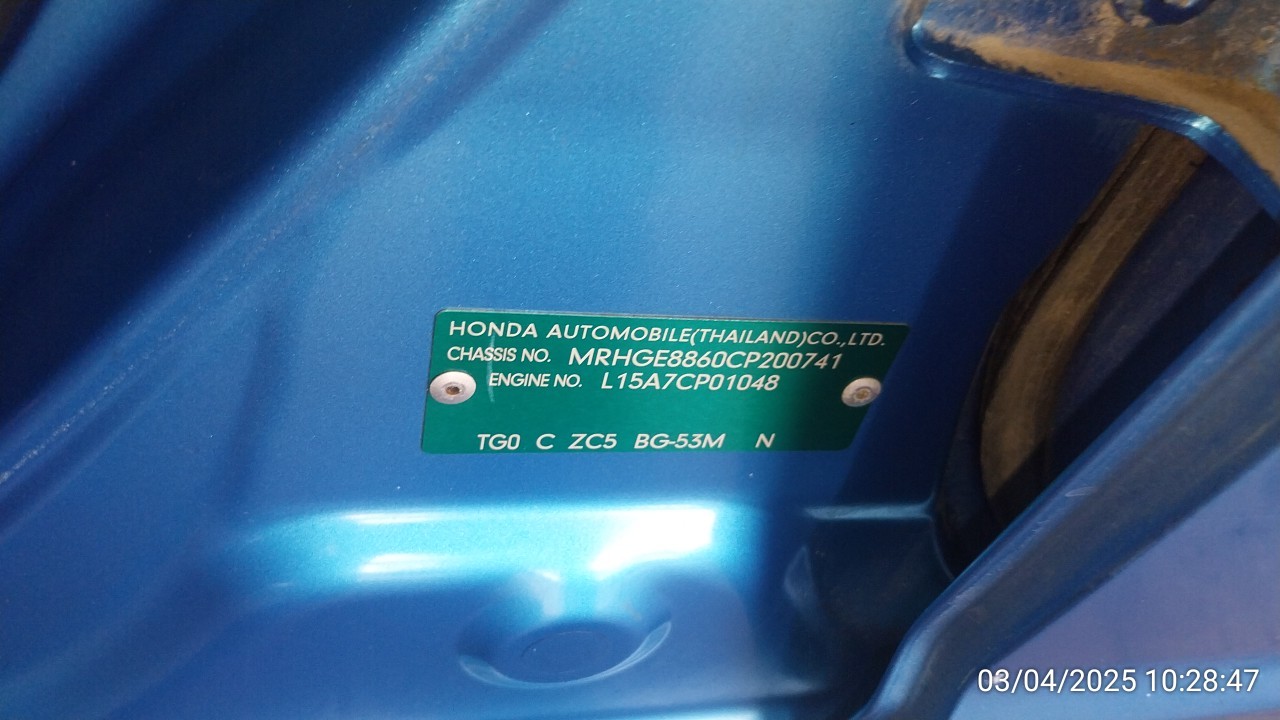 HONDA AUTOMOBILE(THAILAND)CO.,LTD.
CHASSIS NO. MRHGE8860CP200741
ENGINE NO. L15A7CP01048
TG0 C ZC5 BG-53M N
03/04/2025 10:28:47